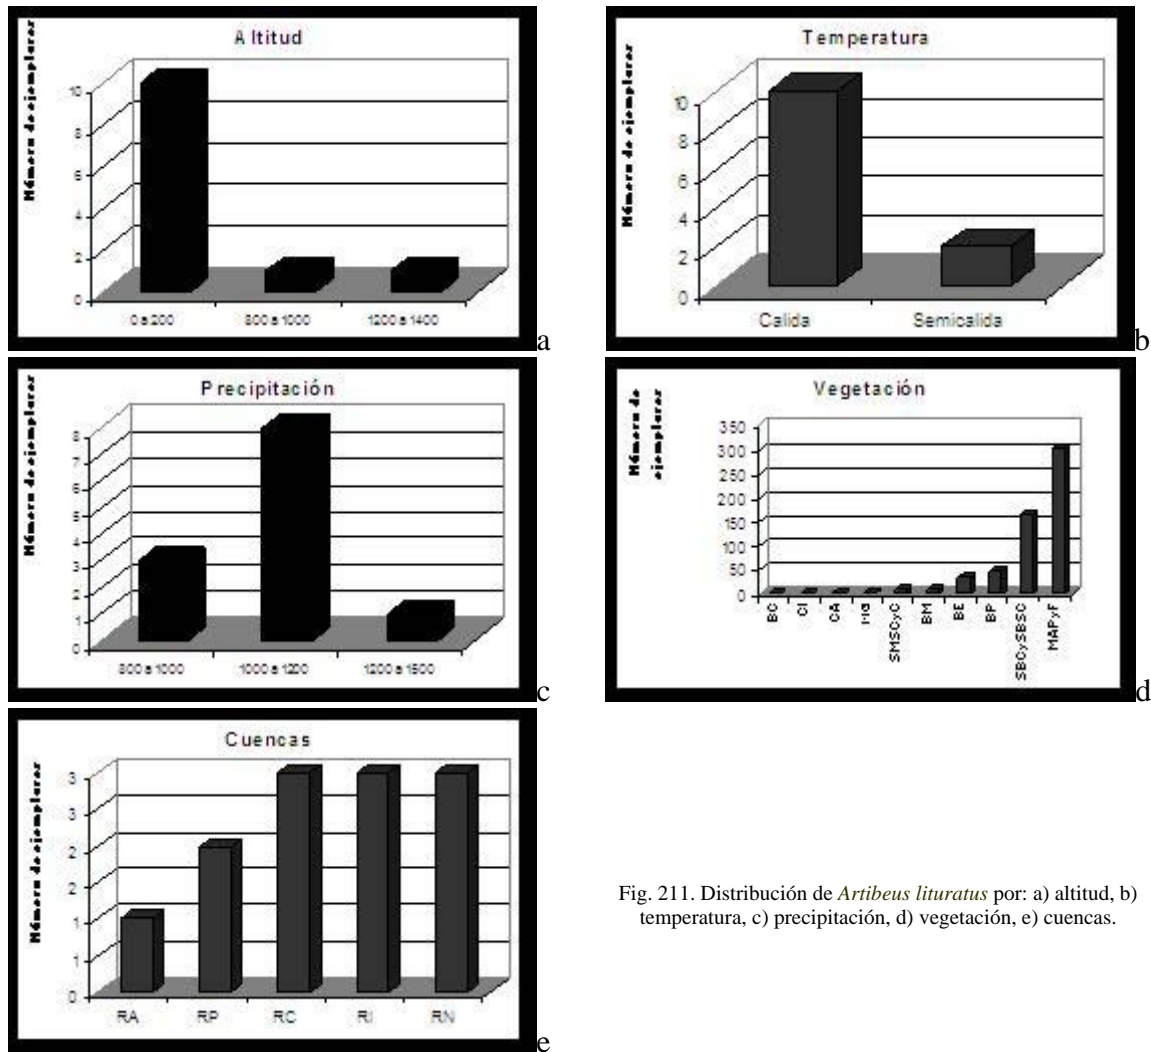 Altitud
Número de ejemplares
10
8
6
4
2
0
0 a 200
800 a 1000
1200 a 1400
a
Temperatura
Número de ejemplares
10
8
6
4
2
0
Calida
Semicalida
b
Precipitación
Número de ejemplares
8
7
6
5
4
3
2
1
0
800 a 1000
1000 a 1200
1200 a 1500
c
Vegetación
Número de
ejemplares
350
300
250
200
150
100
50
0
BC
CI
CA
MG
SMSCyC
BM
BE
BP
SBCySBSC
MAPyF
d
Cuencas
Número de ejemplares
3
3
2
2
1
1
0
RA
RP
RC
RI
RN
e
Fig. 211. Distribución de Artibeus lituratus por: a) altitud, b)
temperatura, c) precipitación, d) vegetación, e) cuencas.